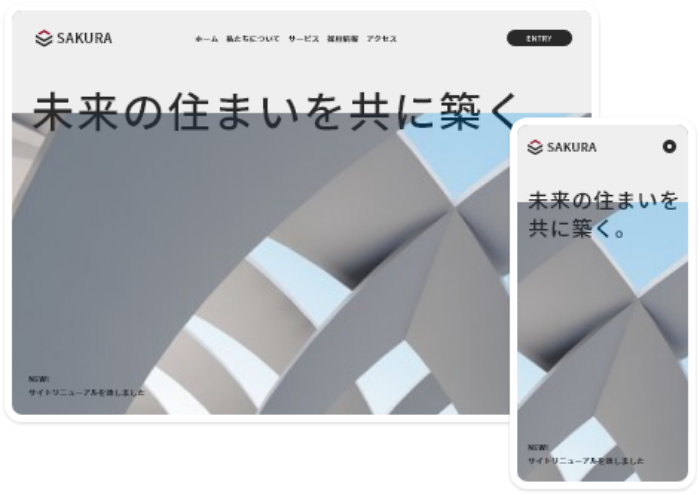 SAKURA
ホーム 私たちについて サービス 採用情報 アクセス
ENTRY
未来の住まいを共に築く
NEW!
サイトリニューアルを致しました
SAKURA
未来の住まいを
共に築く。
NEW!
サイトリニューアルを致しました